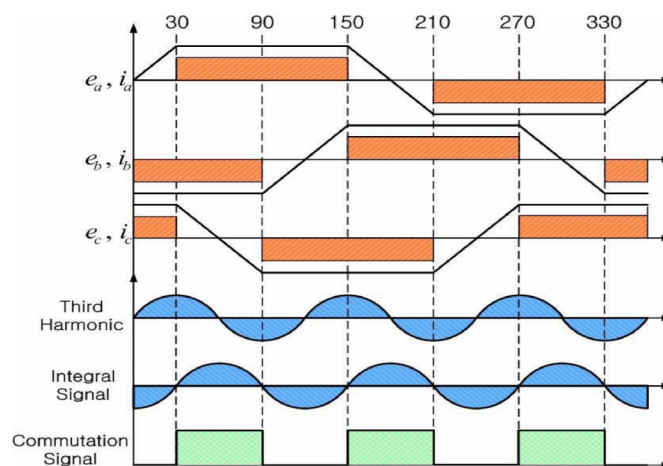 30 90 150 210 270 330
e_a , i_a
e_b , i_b
e_c , i_c
Third
Harmonic
Integral
Signal
Commutation
Signal